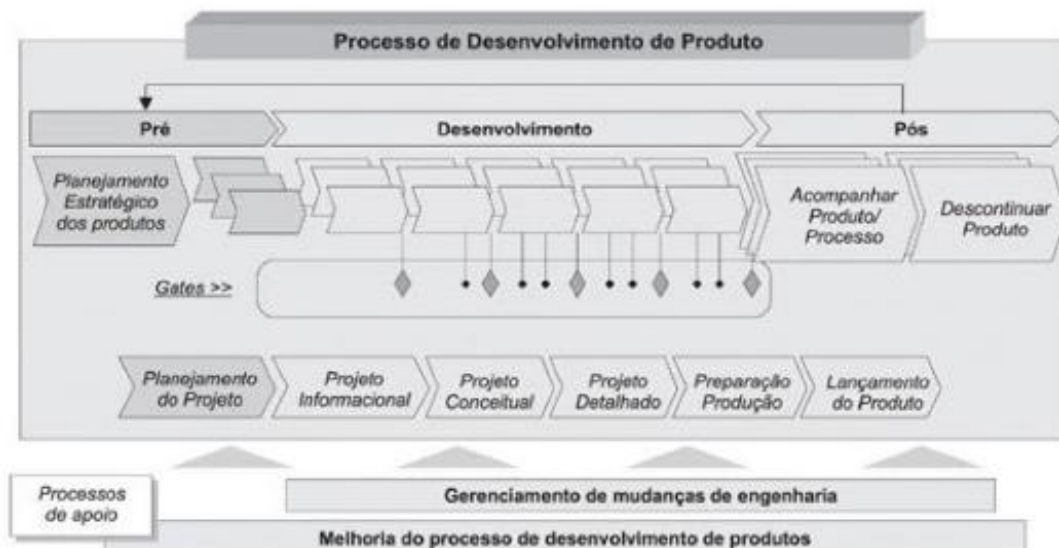 Processo de Desenvolvimento de Produto
Pré
Desenvolvimento
Pós
Planejamento
Estratégico
dos produtos
Acompanhar
Produto/
Processo
Descontinuar
Produto
Gates >>
Planejamento
do Projeto
Projeto
Informacional
Projeto
Conceitual
Projeto
Detalhado
Preparação
Produção
Lançamento
do Produto
Processos
de apoio
Gerenciamento de mudanças de engenharia
Melhoria do processo de desenvolvimento de produtos